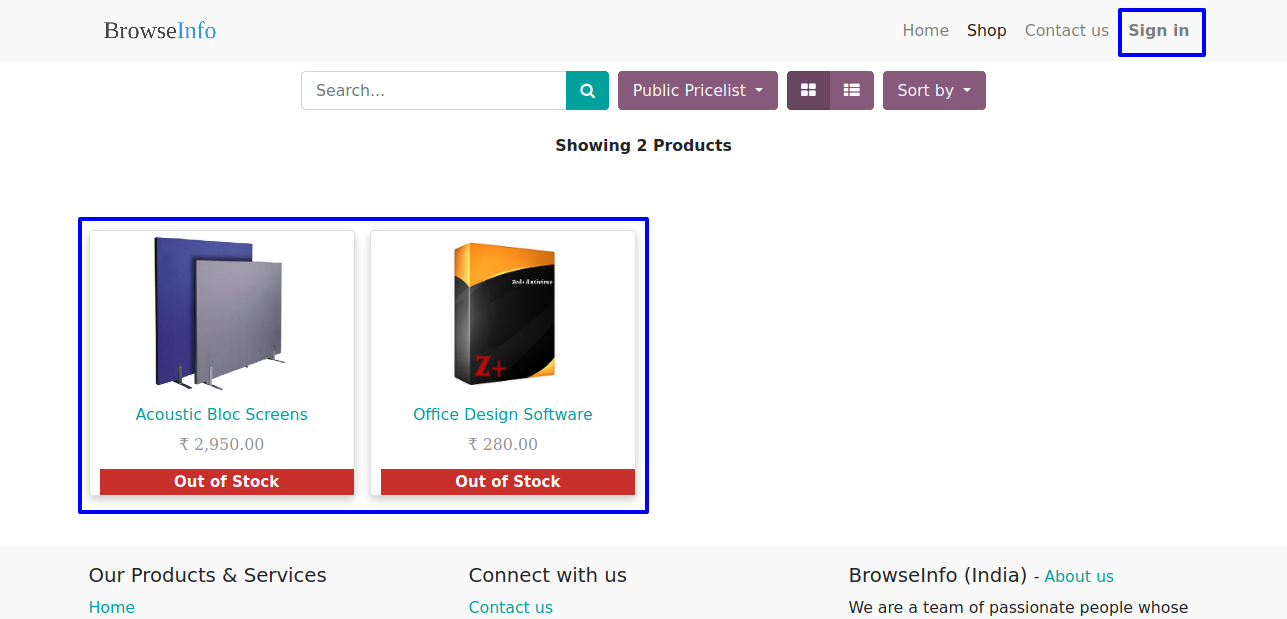 BrowseInfo
Home Shop Contact us Sign in
Search...
Public Pricelist
Sort by
Showing 2 Products
Zed+ Antivirus
Z+
Acoustic Bloc Screens
₹ 2,950.00
Out of Stock
Office Design Software
₹ 280.00
Out of Stock
Our Products & Services
Home
Connect with us
Contact us
BrowseInfo (India) - About us
We are a team of passionate people whose